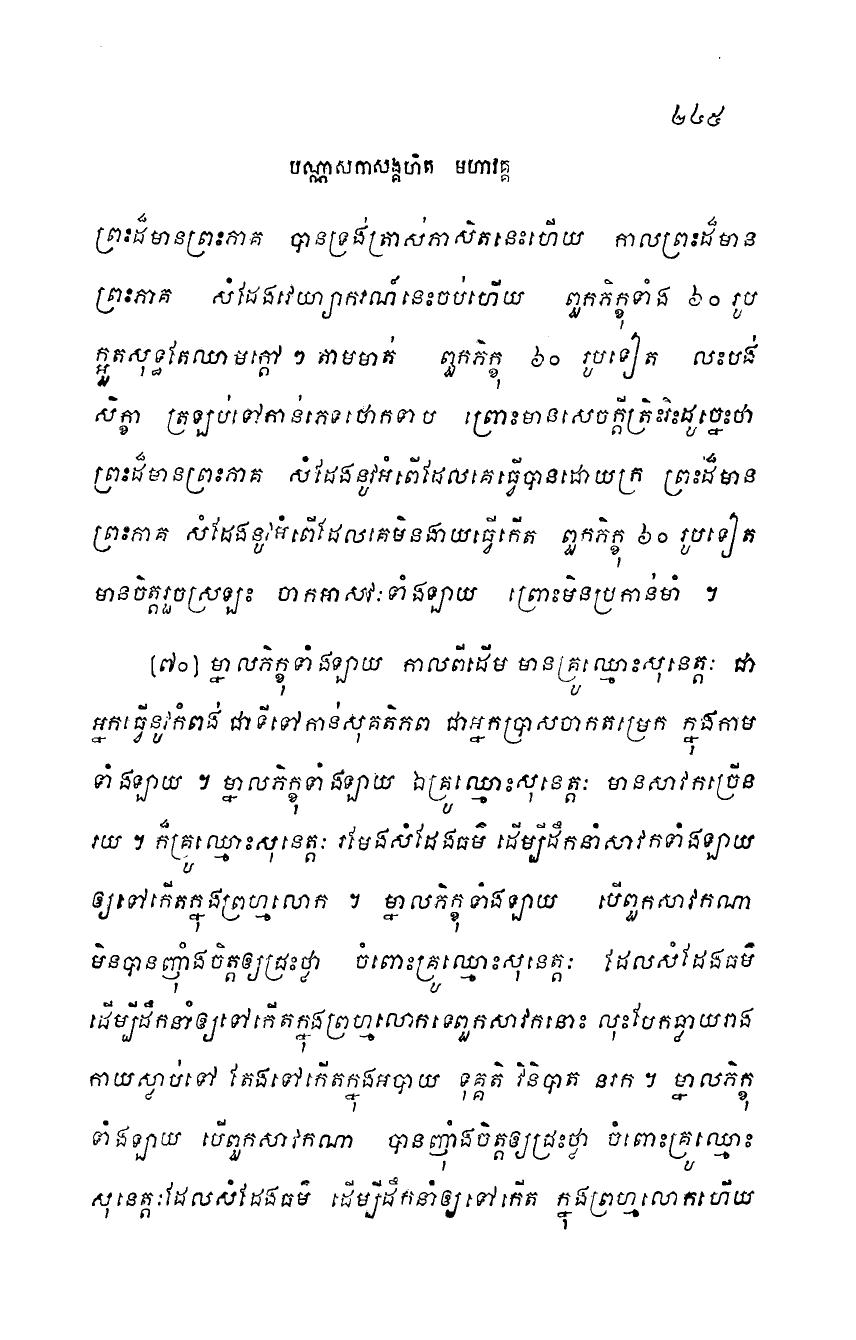 ២៤៥
បណ្ណាសកាសង្គហិត មហាវគ្គ
ព្រះដ៏មានព្រះភាគ បានទ្រង់ត្រាស់ភាសិតនេះហើយ កាលព្រះដ៏មាន
ព្រះភាគ សំដែងវេយ្យាករណ៍នេះចប់ហើយ ពួកភិក្ខុទាំង ៦០ រូប
ក្អួតសុទ្ធតែឈាមក្តៅ ៗ តាមមាត់ ពួកភិក្ខុ ៦០ រូបទៀត លះបង់
សិក្ខា ត្រឡប់ទៅកាន់ភេទថោកទាប ព្រោះមានសេចក្តីត្រិះរិះដូច្នេះថា
ព្រះដ៏មានព្រះភាគ សំដែងនូវអំពើដែលគេធ្វើបានដោយក្រ ព្រះដ៏មាន
ព្រះភាគ សំដែងនូវអំពើដែលគេមិនងាយធ្វើកើត ពួកភិក្ខុ ៦០ រូបទៀត
មានចិត្តរួចស្រឡះ ចាកអាសវៈទាំងឡាយ ព្រោះមិនប្រកាន់មាំ ។
(៧០) ម្នាលភិក្ខុទាំងឡាយ កាលពីដើម មានគ្រូឈ្មោះសុនេត្តៈ ជា
អ្នកធ្វើនូវកំពង់ ជាទីទៅកាន់សុគតិភព ជាអ្នកប្រាសចាកតម្រេក ក្នុងកាម
ទាំងឡាយ ។ ម្នាលភិក្ខុទាំងឡាយ ឯគ្រូឈ្មោះសុនេត្តៈ មានសាវកច្រើន
រយ ។ ក៏គ្រូឈ្មោះសុនេត្តៈ រមែងសំដែងធម៌ ដើម្បីដឹកនាំសាវកទាំងឡាយ
ឲ្យទៅកើតក្នុងព្រហ្មលោក ។ ម្នាលភិក្ខុទាំងឡាយ បើពួកសាវកណា
មិនបានញុំាងចិត្តឲ្យជ្រះថ្លា ចំពោះគ្រូឈ្មោះសុនេត្តៈ ដែលសំដែងធម៌
ដើម្បីដឹកនាំឲ្យទៅកើតក្នុងព្រហ្មលោកទេពួកសាវកនោះ លុះបែកធ្លាយរាង
កាយស្លាប់ទៅ តែងទៅកើតក្នុងអបាយ ទុគ្គតិ វិនិបាត នរក ។ ម្នាលភិក្ខុ
ទាំងឡាយ បើពួកសាវកណា បានញុំាងចិត្តឲ្យជ្រះថ្លា ចំពោះគ្រូឈ្មោះ
សុនេត្តៈដែលសំដែងធម៌ ដើម្បីដឹកនាំឲ្យទៅកើត ក្នុងព្រហ្មលោកហើយ